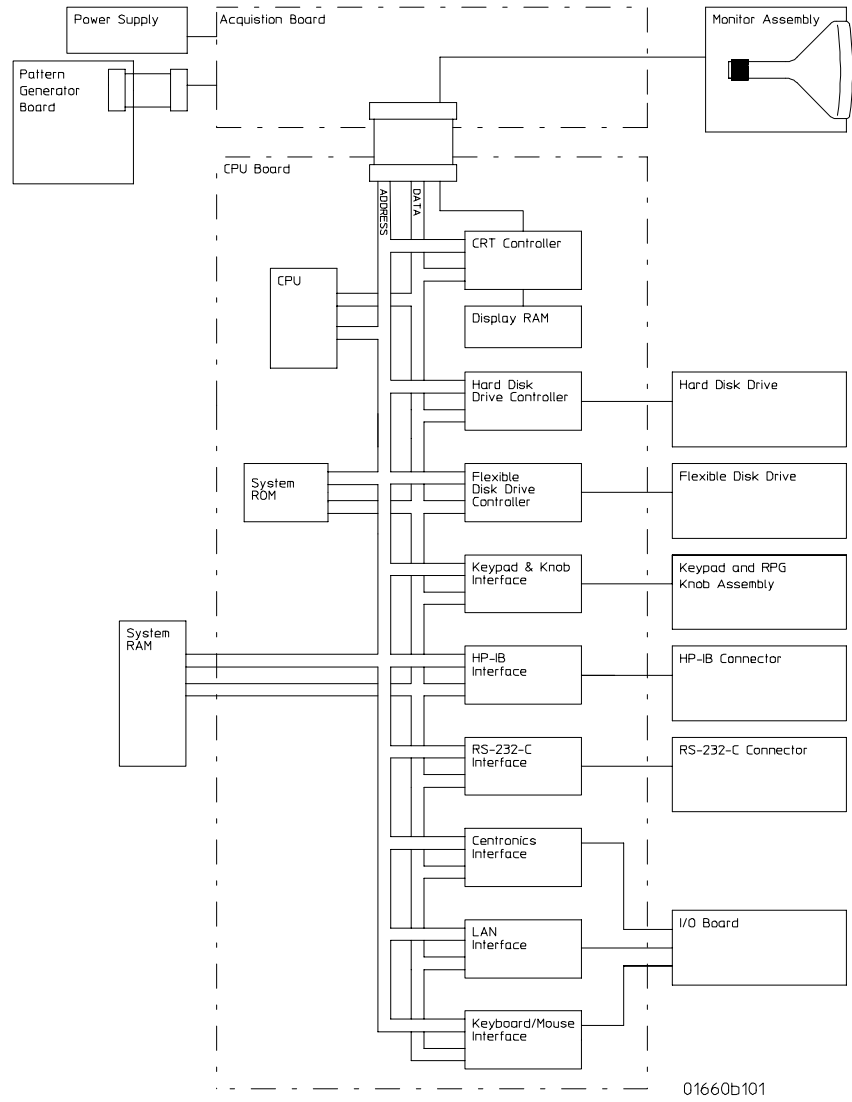 Power Supply
Acquistion Board
Monitor Assembly
Pattern
Generator
Board
CPU Board
ADDRESS
DATA
CRT Controller
CPU
Display RAM
Hard Disk
Drive Controller
Hard Disk Drive
System
ROM
Flexible
Disk Drive
Controller
Flexible Disk Drive
Keypad & Knob
Interface
Keypad and RPG
Knob Assembly
System
RAM
HP-IB
Interface
HP-IB Connector
RS-232-C
Interface
RS-232-C Connector
Centronics
Interface
I/O Board
LAN
Interface
Keyboard/Mouse
Interface
01660b101